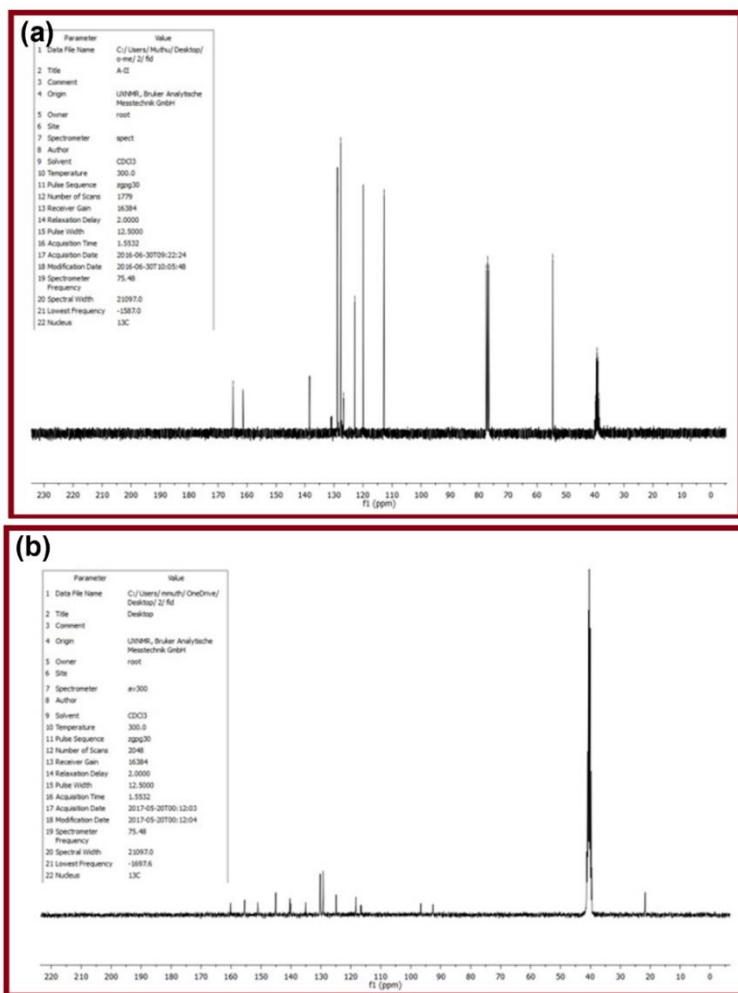 (a)
Parameter Value
1 Data File Name C:/ Users/ Muthu/ Desktop/
o-me/ 2/ fid
2 Title A-II
3 Comment
4 Origin UXNMR, Bruker Analytische
Messtechnik GmbH
5 Owner root
6 Site
7 Spectrometer spect
8 Author
9 Solvent CDCl3
10 Temperature 300.0
11 Pulse Sequence zgpg30
12 Number of Scans 1779
13 Receiver Gain 16384
14 Relaxation Delay 2.0000
15 Pulse Width 12.5000
16 Acquisition Time 1.5532
17 Acquisition Date 2016-06-30T09:22:24
18 Modification Date 2016-06-30T10:05:48
19 Spectrometer 75.48
Frequency
20 Spectral Width 21097.0
21 Lowest Frequency -1587.0
22 Nucleus 13C
230 220 210 200 190 180 170 160 150 140 130 120 110 100 90 80 70 60 50 40 30 20 10 0
f1 (ppm)
(b)
Parameter Value
1 Data File Name C:/ Users/ mmuth/ OneDrive/
Desktop/ 2/ fid
2 Title Desktop
3 Comment
4 Origin UXNMR, Bruker Analytische
Messtechnik GmbH
5 Owner root
6 Site
7 Spectrometer av300
8 Author
9 Solvent CDCl3
10 Temperature 300.0
11 Pulse Sequence zgpg30
12 Number of Scans 2048
13 Receiver Gain 16384
14 Relaxation Delay 2.0000
15 Pulse Width 12.5000
16 Acquisition Time 1.5532
17 Acquisition Date 2017-05-20T00:12:03
18 Modification Date 2017-05-20T00:12:04
19 Spectrometer 75.48
Frequency
20 Spectral Width 21097.0
21 Lowest Frequency -1697.6
22 Nucleus 13C
220 210 200 190 180 170 160 150 140 130 120 110 100 90 80 70 60 50 40 30 20 10 0
f1 (ppm)